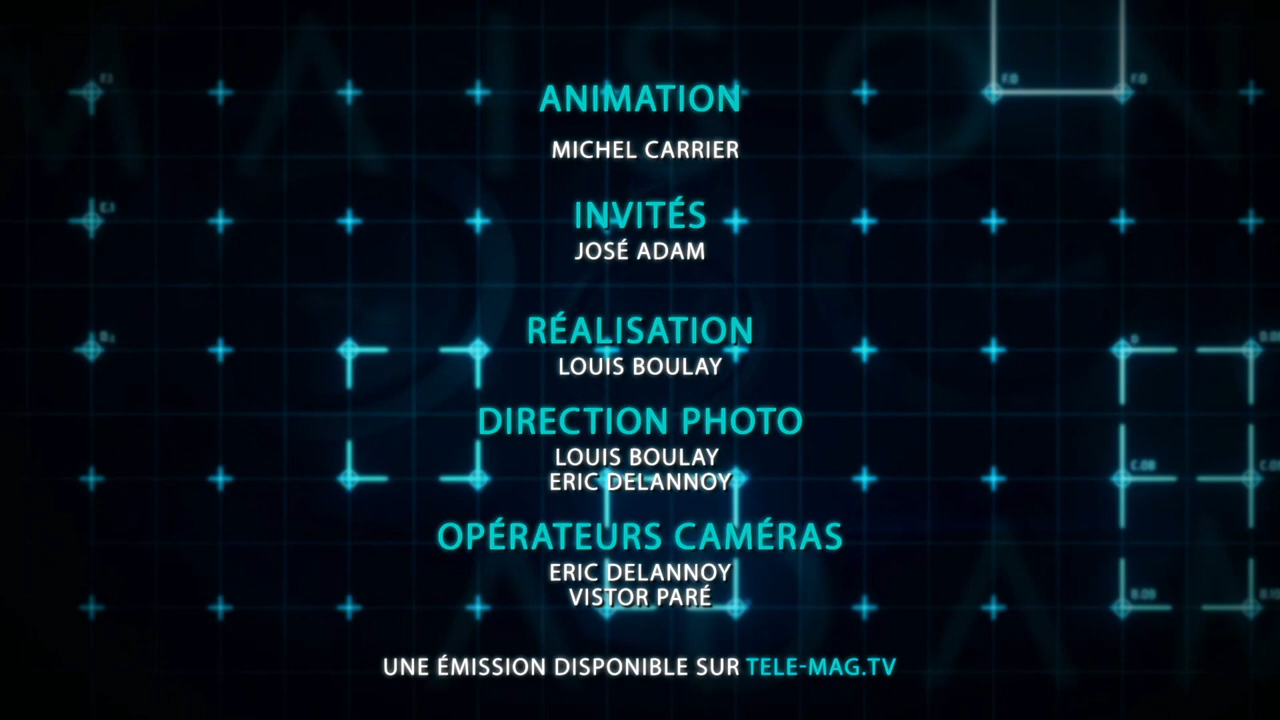 ANIMATION
MICHEL CARRIER
INVITÉS
JOSÉ ADAM
RÉALISATION
LOUIS BOULAY
DIRECTION PHOTO
LOUIS BOULAY
ERIC DELANNOY
OPÉRATEURS CAMÉRAS
ERIC DELANNOY
VISTOR PARÉ
UNE ÉMISSION DISPONIBLE SUR TELE-MAG.TV